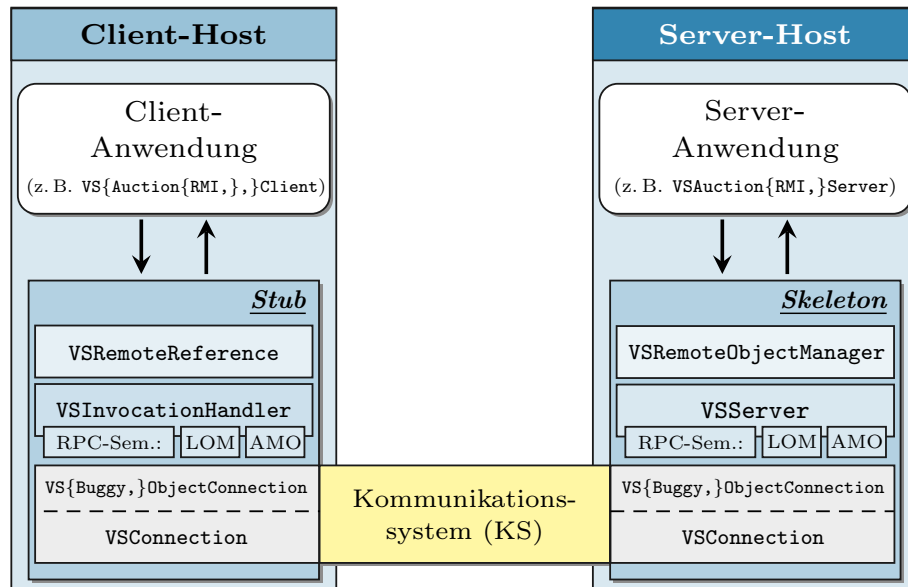 Client-Host
Client-
Anwendung
(z. B. VS{Auction{RMI,},}Client)
Stub
VSRemoteReference
VSInvocationHandler
RPC-Sem.: LOM AMO
VS{Buggy,}ObjectConnection
VSConnection
Kommunikations-
system (KS)
Server-Host
Server-
Anwendung
(z. B. VSAuction{RMI,}Server)
Skeleton
VSRemoteObjectManager
VSServer
RPC-Sem.: LOM AMO
VS{Buggy,}ObjectConnection
VSConnection